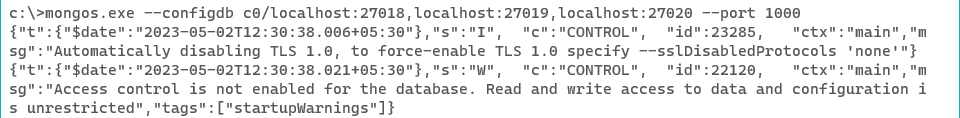 c:\>mongos.exe --configdb c0/localhost:27018,localhost:27019,localhost:27020 --port 1000
{"t":{"$date":"2023-05-02T12:30:38.006+05:30"},"s":"I",  "c":"CONTROL",  "id":23285,   "ctx":"main","m
sg":"Automatically disabling TLS 1.0, to force-enable TLS 1.0 specify --sslDisabledProtocols 'none'"}
{"t":{"$date":"2023-05-02T12:30:38.021+05:30"},"s":"W",  "c":"CONTROL",  "id":22120,   "ctx":"main","m
sg":"Access control is not enabled for the database. Read and write access to data and configuration i
s unrestricted","tags":["startupWarnings"]}